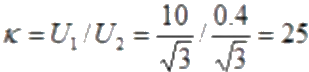 κ = U₁/U₂ = 10/√3 / 0.4/√3 = 25